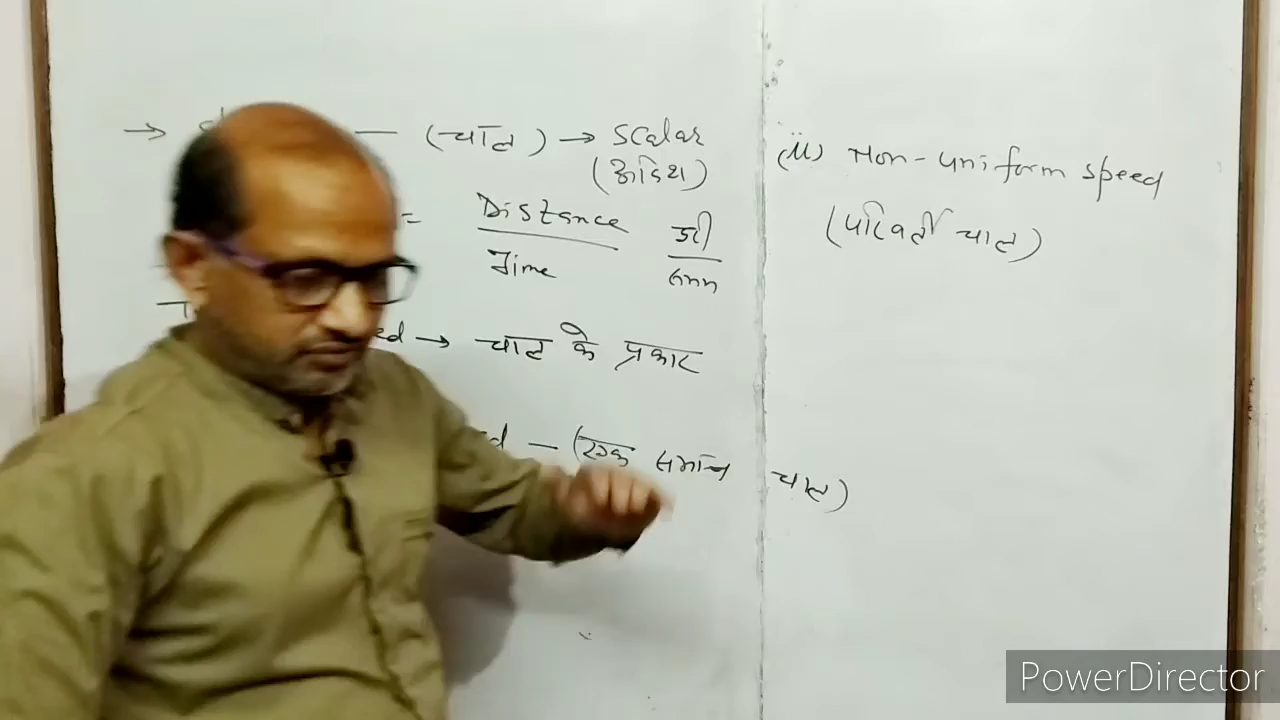 → — (चाल) → scalar
(अदिश)
= Distance / Time दूरी / समय
→ चाल के प्रकार
— (एक समान चाल)
(ii) Non-uniform speed
(परिवर्ती चाल)
PowerDirector